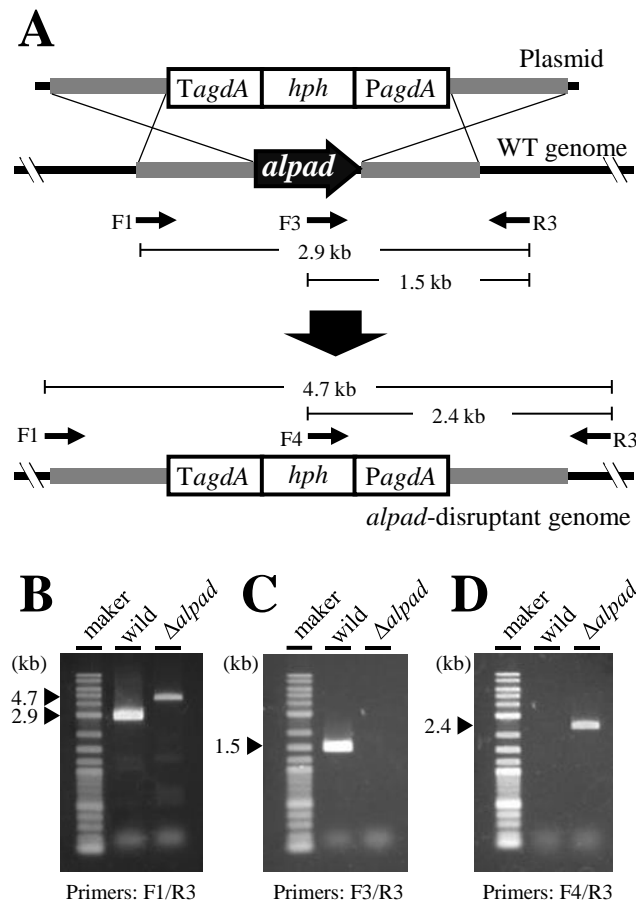 A
Plasmid
TagdA hph PagdA
WT genome
alpad
F1 F3 R3
2.9 kb
1.5 kb
4.7 kb
2.4 kb
F1 F4 R3
TagdA hph PagdA
alpad-disruptant genome
B
maker wild Δalpad
(kb)
4.7
2.9
Primers: F1/R3
C
maker wild Δalpad
(kb)
1.5
Primers: F3/R3
D
maker wild Δalpad
(kb)
2.4
Primers: F4/R3